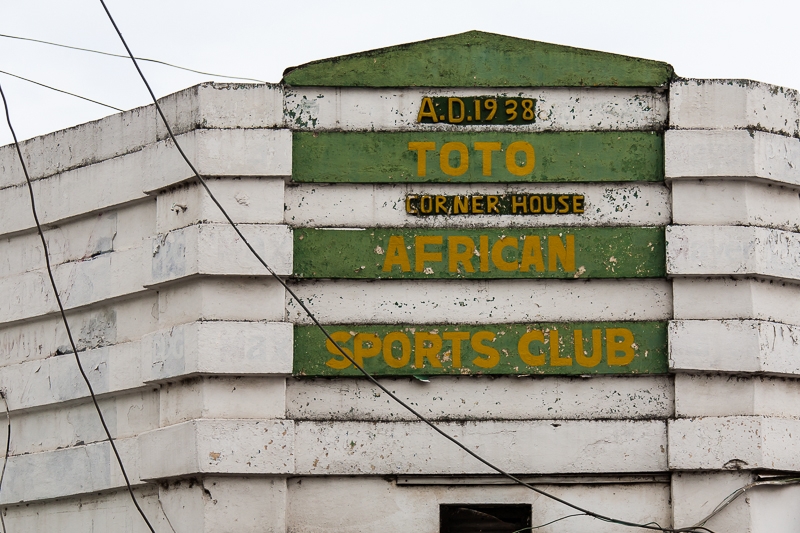 A.D.1938
TOTO
CORNER HOUSE
AFRICAN
SPORTS CLUB